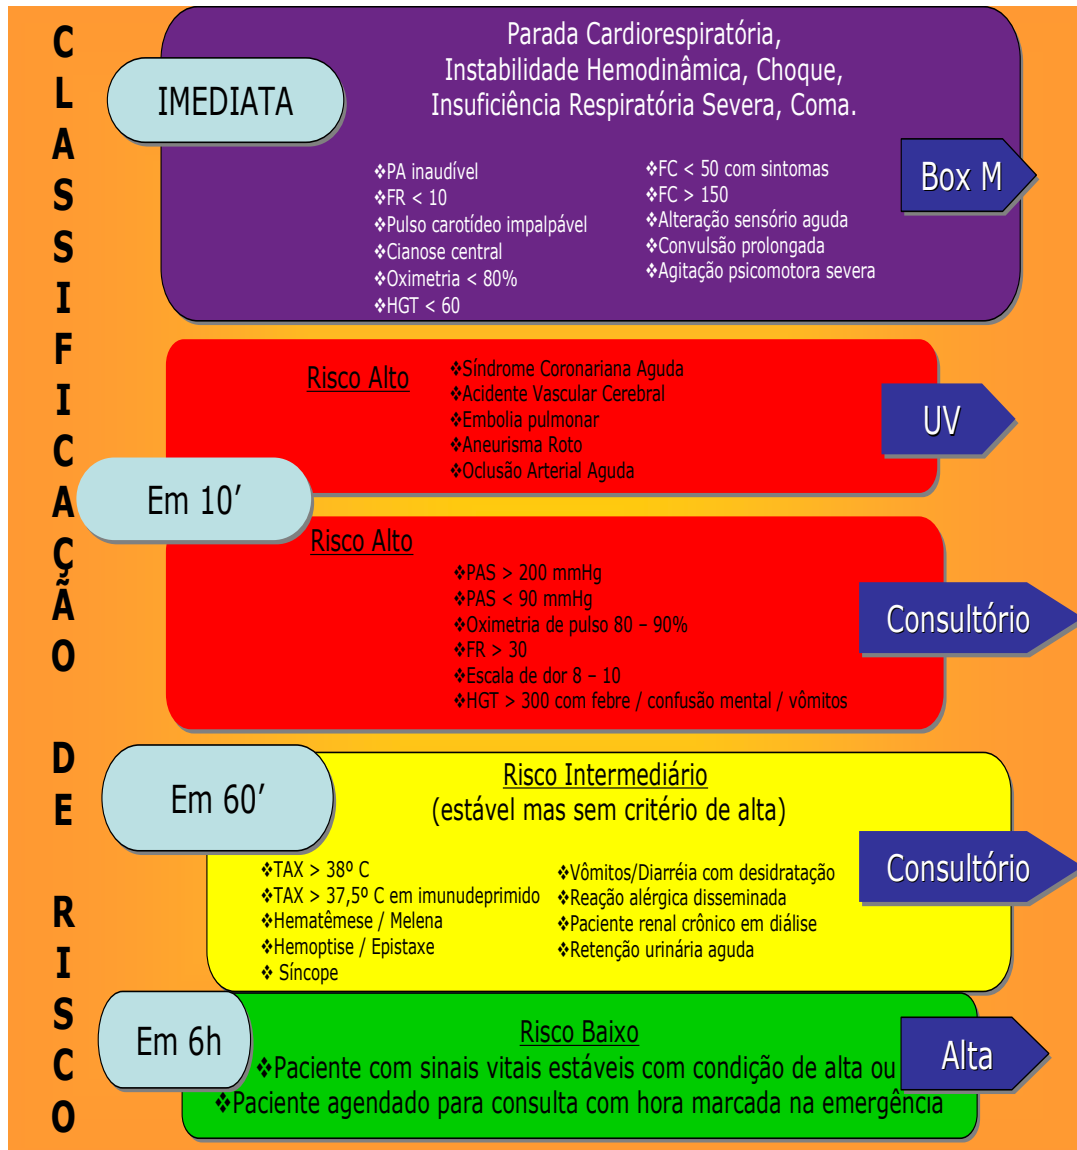 CLASSIFICAÇÃO DE RISCO
IMEDIATA
Parada Cardiorespiratória,
Instabilidade Hemodinâmica, Choque,
Insuficiência Respiratória Severa, Coma.
❖PA inaudível
❖FR < 10
❖Pulso carotídeo impalpável
❖Cianose central
❖Oximetria < 80%
❖HGT < 60
❖FC < 50 com sintomas
❖FC > 150
❖Alteração sensório aguda
❖Convulsão prolongada
❖Agitação psicomotora severa
Box M
Em 10’
Risco Alto
❖Síndrome Coronariana Aguda
❖Acidente Vascular Cerebral
❖Embolia pulmonar
❖Aneurisma Roto
❖Oclusão Arterial Aguda
UV
Risco Alto
❖PAS > 200 mmHg
❖PAS < 90 mmHg
❖Oximetria de pulso 80 – 90%
❖FR > 30
❖Escala de dor 8 – 10
❖HGT > 300 com febre / confusão mental / vômitos
Consultório
Em 60’
Risco Intermediário
(estável mas sem critério de alta)
❖TAX > 38º C
❖TAX > 37,5º C em imunudeprimido
❖Hematêmese / Melena
❖Hemoptise / Epistaxe
❖ Síncope
❖Vômitos/Diarréia com desidratação
❖Reação alérgica disseminada
❖Paciente renal crônico em diálise
❖Retenção urinária aguda
Consultório
Em 6h
Risco Baixo
❖Paciente com sinais vitais estáveis com condição de alta ou
❖Paciente agendado para consulta com hora marcada na emergência
Alta